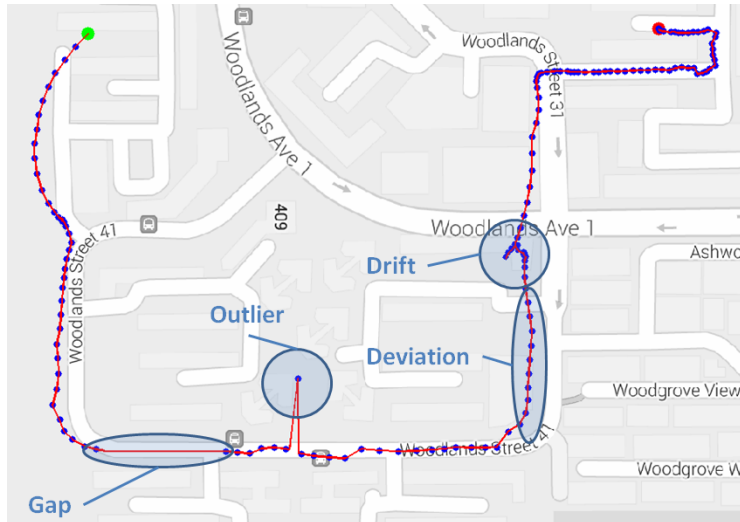 Woodlands Street 31
Woodlands Ave 1
409
Woodlands Ave 1
Woodlands Street 41
Ashwo
Drift
Outlier
Deviation
Woodgrove View
Woodlands Street 41
Woodgrove W
Gap